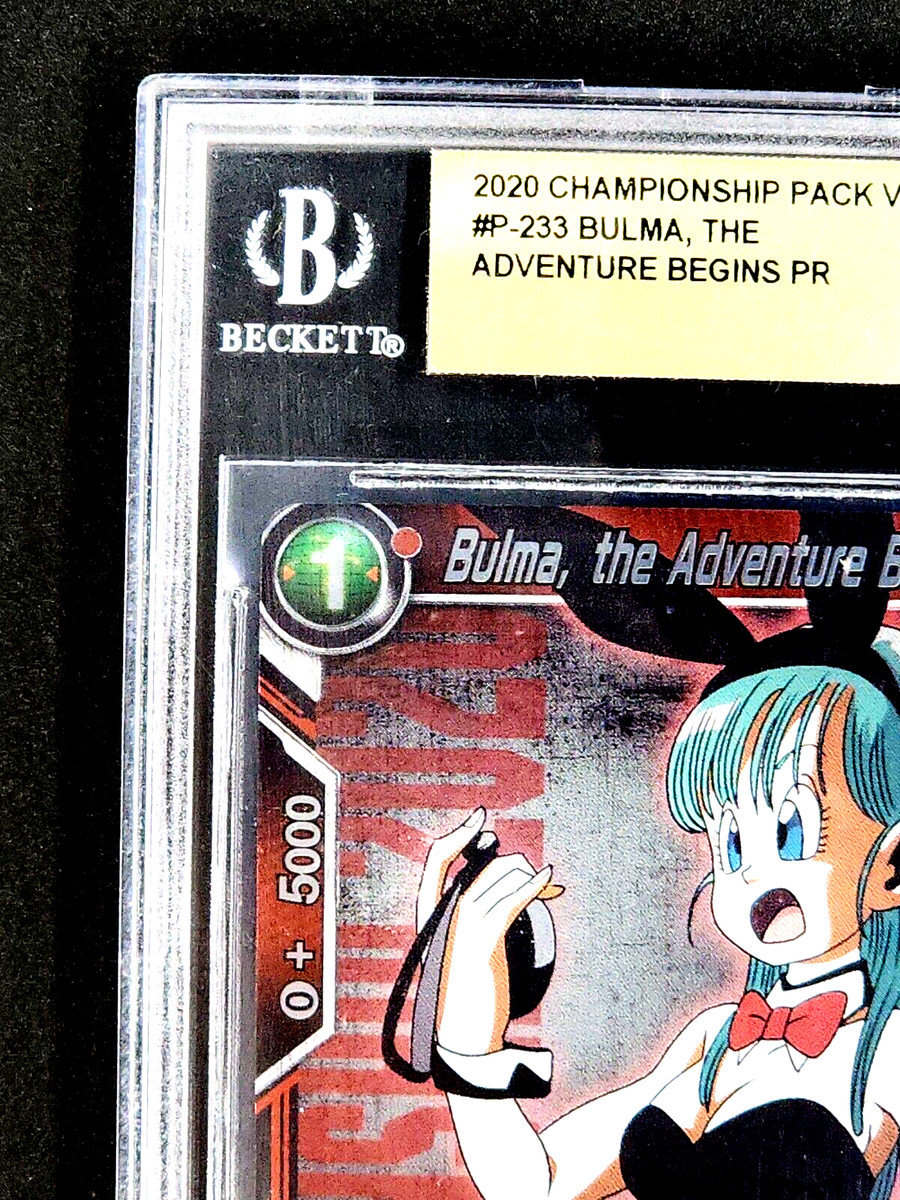 B
BECKETT®
2020 CHAMPIONSHIP PACK V
#P-233 BULMA, THE
ADVENTURE BEGINS PR
1
Bulma, the Adventure B
0 + 5000